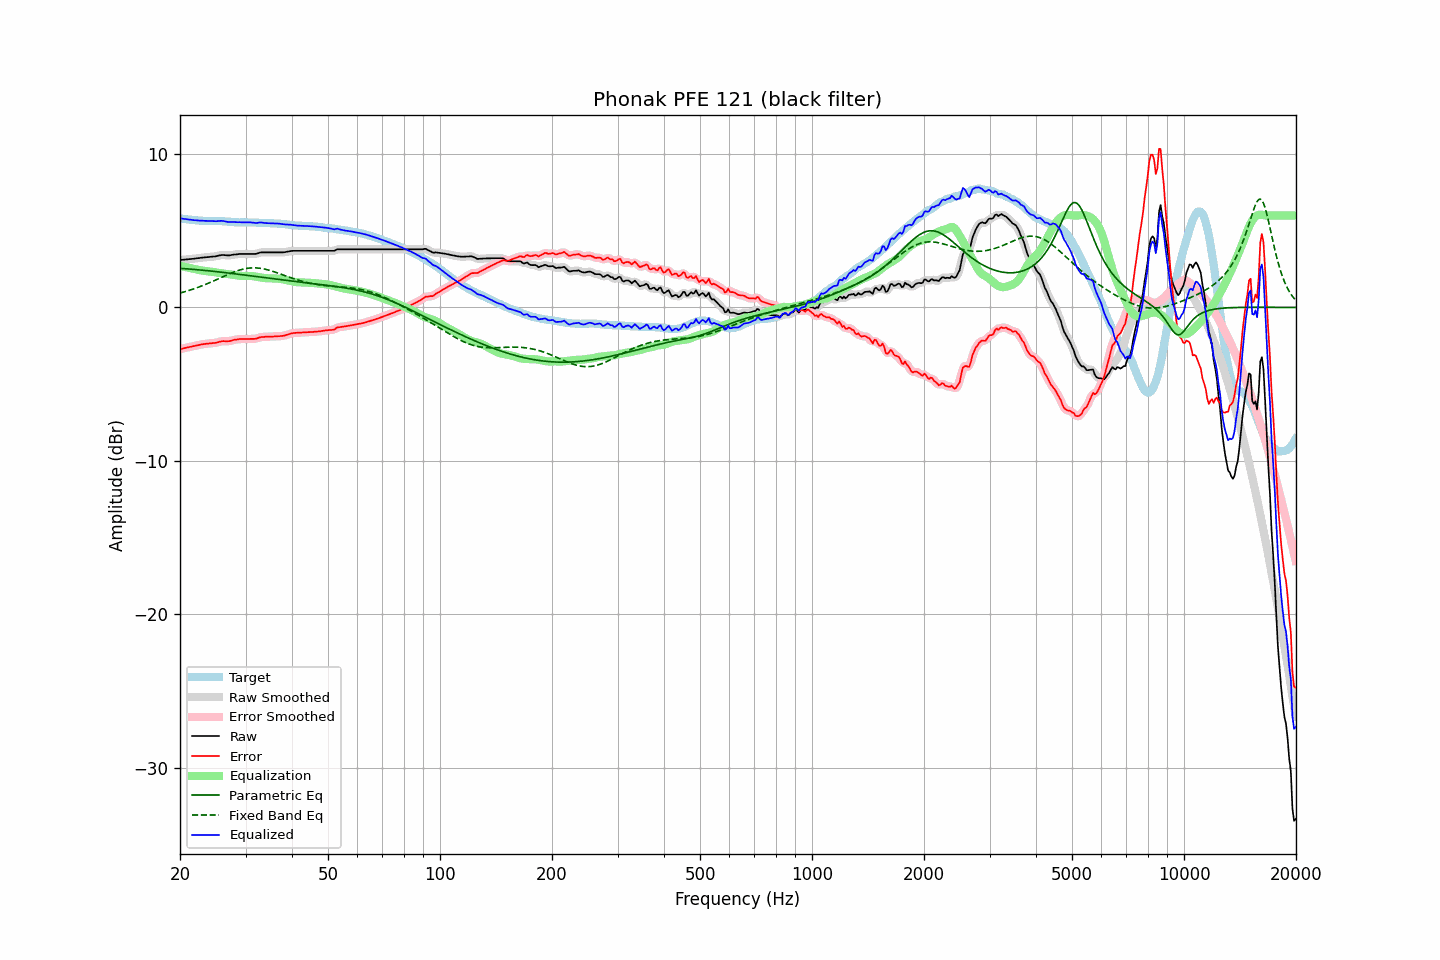 Phonak PFE 121 (black filter)
Amplitude (dBr)
10
0
−10
−20
−30
Target
Raw Smoothed
Error Smoothed
Raw
Error
Equalization
Parametric Eq
Fixed Band Eq
Equalized
20 50 100 200 500 1000 2000 5000 10000 20000
Frequency (Hz)